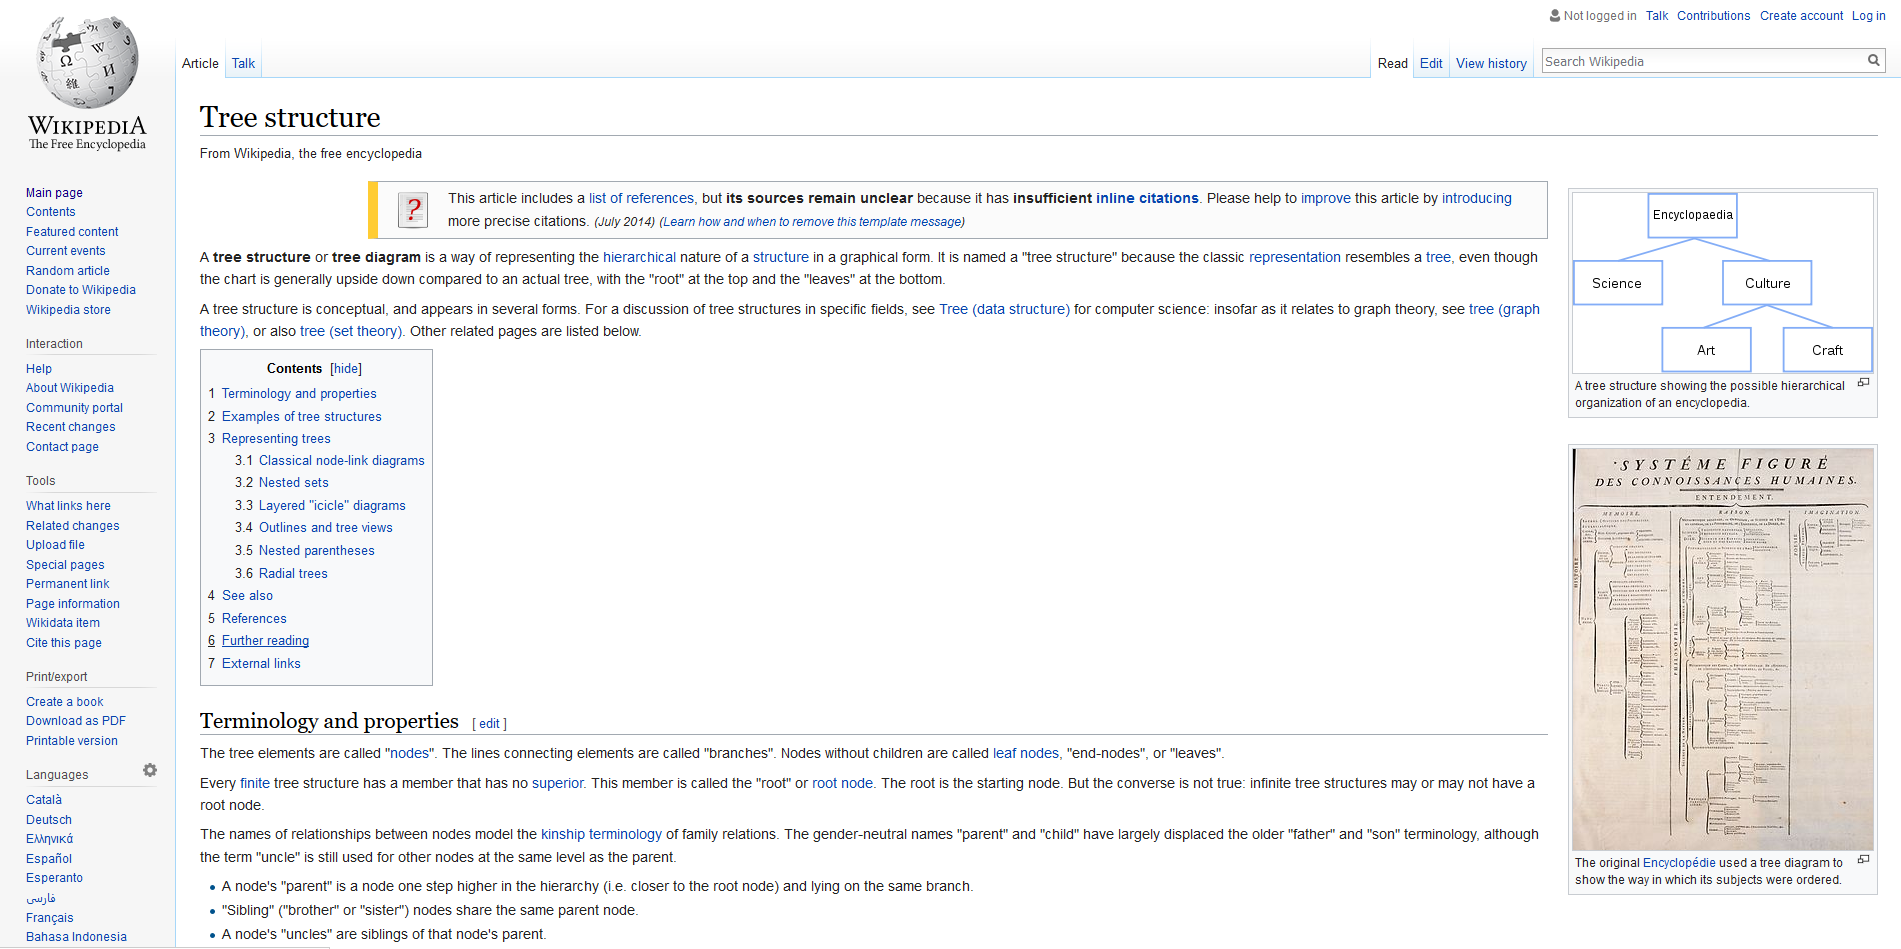 WIKIPEDIA
The Free Encyclopedia
Main page
Contents
Featured content
Current events
Random article
Donate to Wikipedia
Wikipedia store
Interaction
Help
About Wikipedia
Community portal
Recent changes
Contact page
Tools
What links here
Related changes
Upload file
Special pages
Permanent link
Page information
Wikidata item
Cite this page
Print/export
Create a book
Download as PDF
Printable version
Languages
Català
Deutsch
Ελληνικά
Español
Esperanto
فارسی
Français
Bahasa Indonesia
Not logged in Talk Contributions Create account Log in
Article Talk
Read Edit View history
Search Wikipedia
Tree structure
From Wikipedia, the free encyclopedia
This article includes a list of references, but its sources remain unclear because it has insufficient inline citations. Please help to improve this article by introducing
more precise citations. (July 2014) (Learn how and when to remove this template message)
A tree structure or tree diagram is a way of representing the hierarchical nature of a structure in a graphical form. It is named a "tree structure" because the classic representation resembles a tree, even though
the chart is generally upside down compared to an actual tree, with the "root" at the top and the "leaves" at the bottom.
A tree structure is conceptual, and appears in several forms. For a discussion of tree structures in specific fields, see Tree (data structure) for computer science: insofar as it relates to graph theory, see tree (graph
theory), or also tree (set theory). Other related pages are listed below.
Contents [hide]
1 Terminology and properties
2 Examples of tree structures
3 Representing trees
3.1 Classical node-link diagrams
3.2 Nested sets
3.3 Layered "icicle" diagrams
3.4 Outlines and tree views
3.5 Nested parentheses
3.6 Radial trees
4 See also
5 References
6 Further reading
7 External links
Terminology and properties [ edit ]
The tree elements are called "nodes". The lines connecting elements are called "branches". Nodes without children are called leaf nodes, "end-nodes", or "leaves".
Every finite tree structure has a member that has no superior. This member is called the "root" or root node. The root is the starting node. But the converse is not true: infinite tree structures may or may not have a
root node.
The names of relationships between nodes model the kinship terminology of family relations. The gender-neutral names "parent" and "child" have largely displaced the older "father" and "son" terminology, although
the term "uncle" is still used for other nodes at the same level as the parent.
• A node's "parent" is a node one step higher in the hierarchy (i.e. closer to the root node) and lying on the same branch.
• "Sibling" ("brother" or "sister") nodes share the same parent node.
• A node's "uncles" are siblings of that node's parent.
Encyclopaedia
Science Culture
Art Craft
A tree structure showing the possible hierarchical
organization of an encyclopedia.
SYSTÉME FIGURÉ
DES CONNOISSANCES HUMAINES.
ENTENDEMENT.
MEMOIRE. RAISON. IMAGINATION.
The original Encyclopédie used a tree diagram to
show the way in which its subjects were ordered.